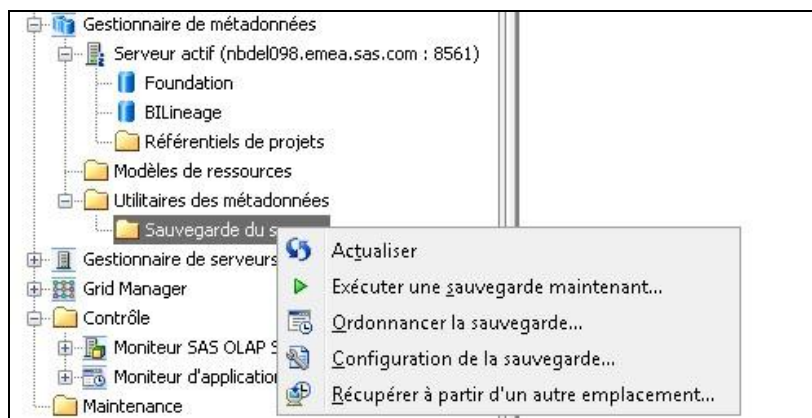 Gestionnaire de métadonnées
Serveur actif (nbdel098.emea.sas.com : 8561)
Foundation
BILineage
Référentiels de projets
Modèles de ressources
Utilitaires des métadonnées
Sauvegarde du s
Gestionnaire de serveurs
Grid Manager
Contrôle
Moniteur SAS OLAP S
Moniteur d'application
Maintenance
Actualiser
Exécuter une sauvegarde maintenant...
Ordonnancer la sauvegarde...
Configuration de la sauvegarde...
Récupérer à partir d'un autre emplacement...